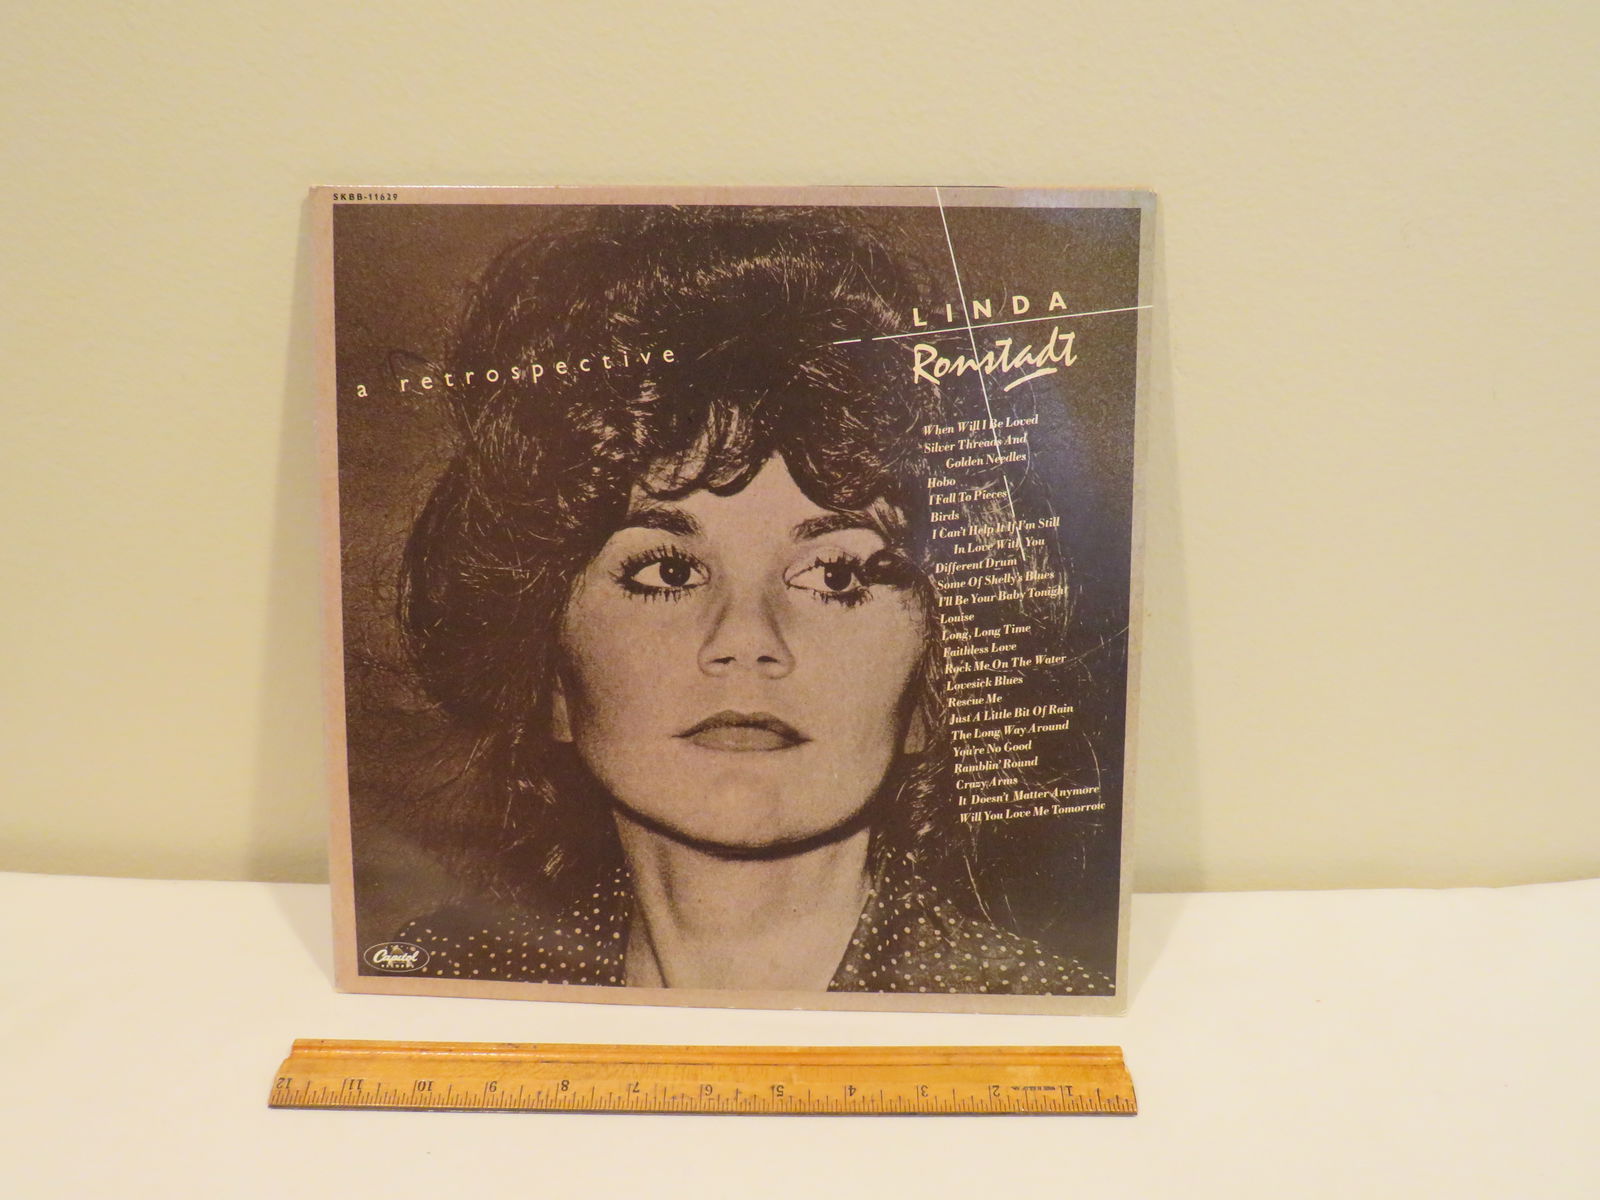 SKBB-11629
LINDA
Ronstadt
a retrospective
When Will I Be Loved
Silver Threads And
Golden Needles
Hobo
I Fall To Pieces
Birds
I Can't Help It If I'm Still
In Love With You
Different Drum
Some Of Shelly's Blues
I'll Be Your Baby Tonight
Louise
Long, Long Time
Faithless Love
Rock Me On The Water
Lovesick Blues
Rescue Me
Just A Little Bit Of Rain
The Long Way Around
You're No Good
Ramblin' Round
Crazy Arms
It Doesn't Matter Anymore
Will You Love Me Tomorrow
Capitol
RECORDS
12 11 10 9 8 7 6 5 4 3 2 1